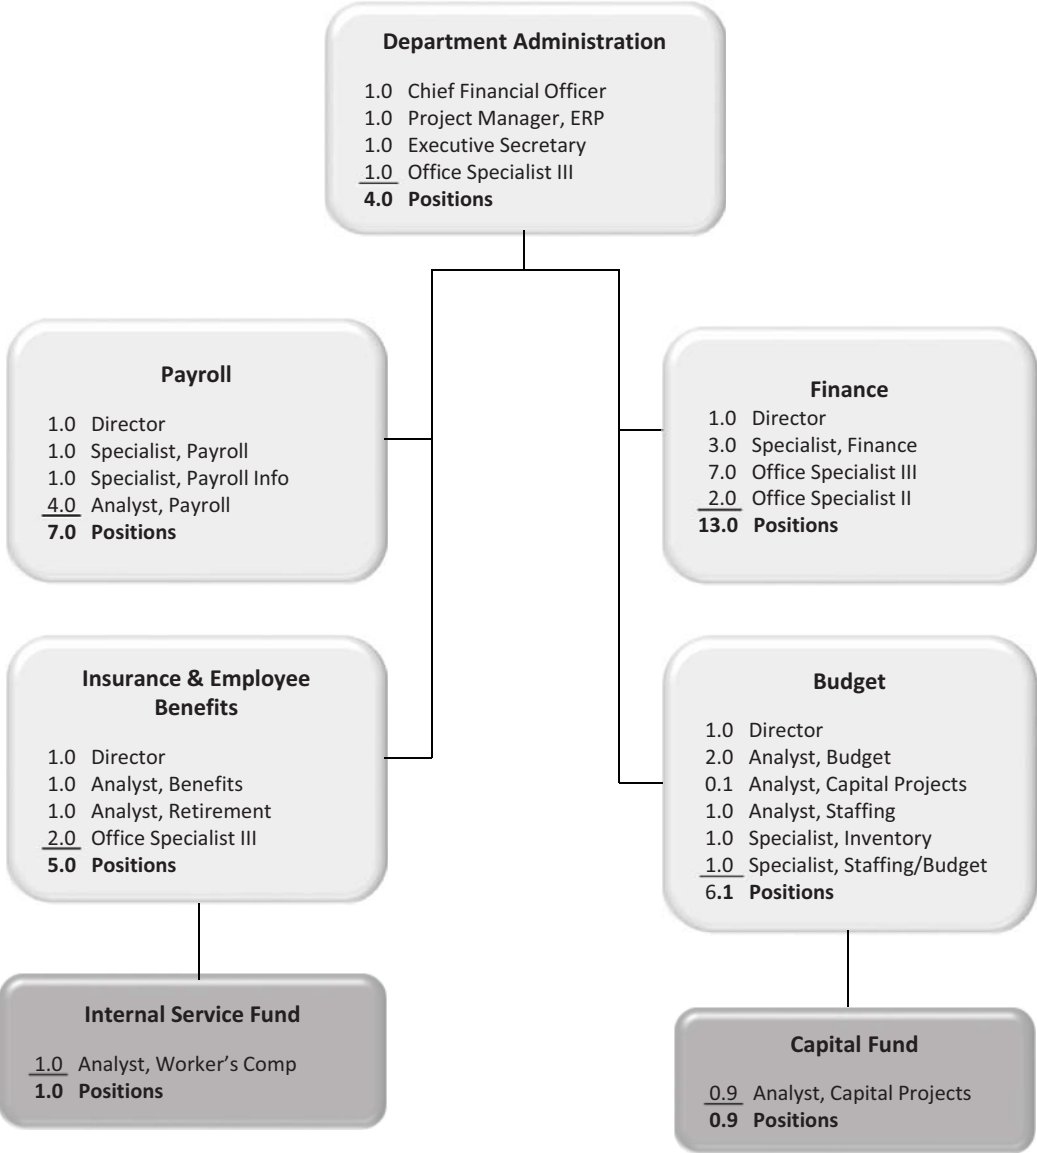 Department Administration
1.0 Chief Financial Officer
1.0 Project Manager, ERP
1.0 Executive Secretary
1.0 Office Specialist III
4.0 Positions
Payroll
1.0 Director
1.0 Specialist, Payroll
1.0 Specialist, Payroll Info
4.0 Analyst, Payroll
7.0 Positions
Finance
1.0 Director
3.0 Specialist, Finance
7.0 Office Specialist III
2.0 Office Specialist II
13.0 Positions
Insurance & Employee
Benefits
1.0 Director
1.0 Analyst, Benefits
1.0 Analyst, Retirement
2.0 Office Specialist III
5.0 Positions
Budget
1.0 Director
2.0 Analyst, Budget
0.1 Analyst, Capital Projects
1.0 Analyst, Staffing
1.0 Specialist, Inventory
1.0 Specialist, Staffing/Budget
6.1 Positions
Internal Service Fund
1.0 Analyst, Worker’s Comp
1.0 Positions
Capital Fund
0.9 Analyst, Capital Projects
0.9 Positions